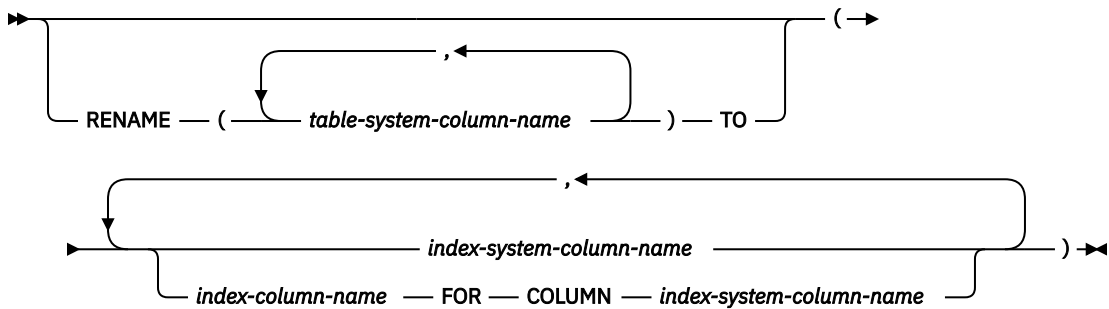 (
,
RENAME ( table-system-column-name ) TO
,
index-system-column-name )
index-column-name FOR COLUMN index-system-column-name